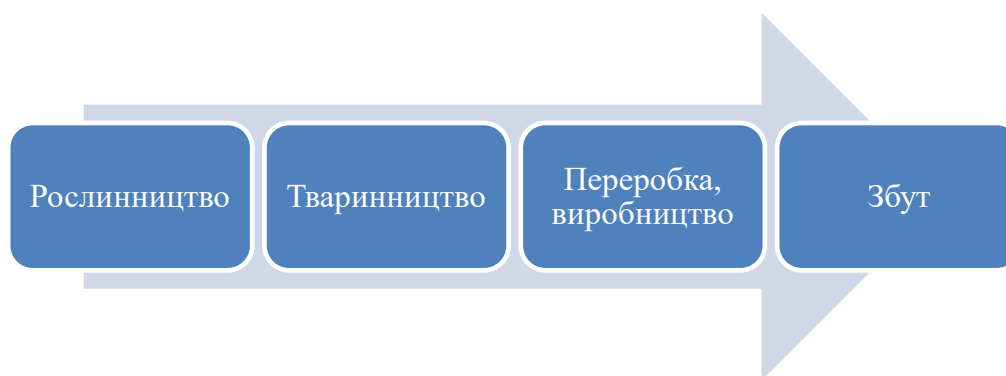 Рослинництво
Тваринництво
Переробка,
виробництво
Збут